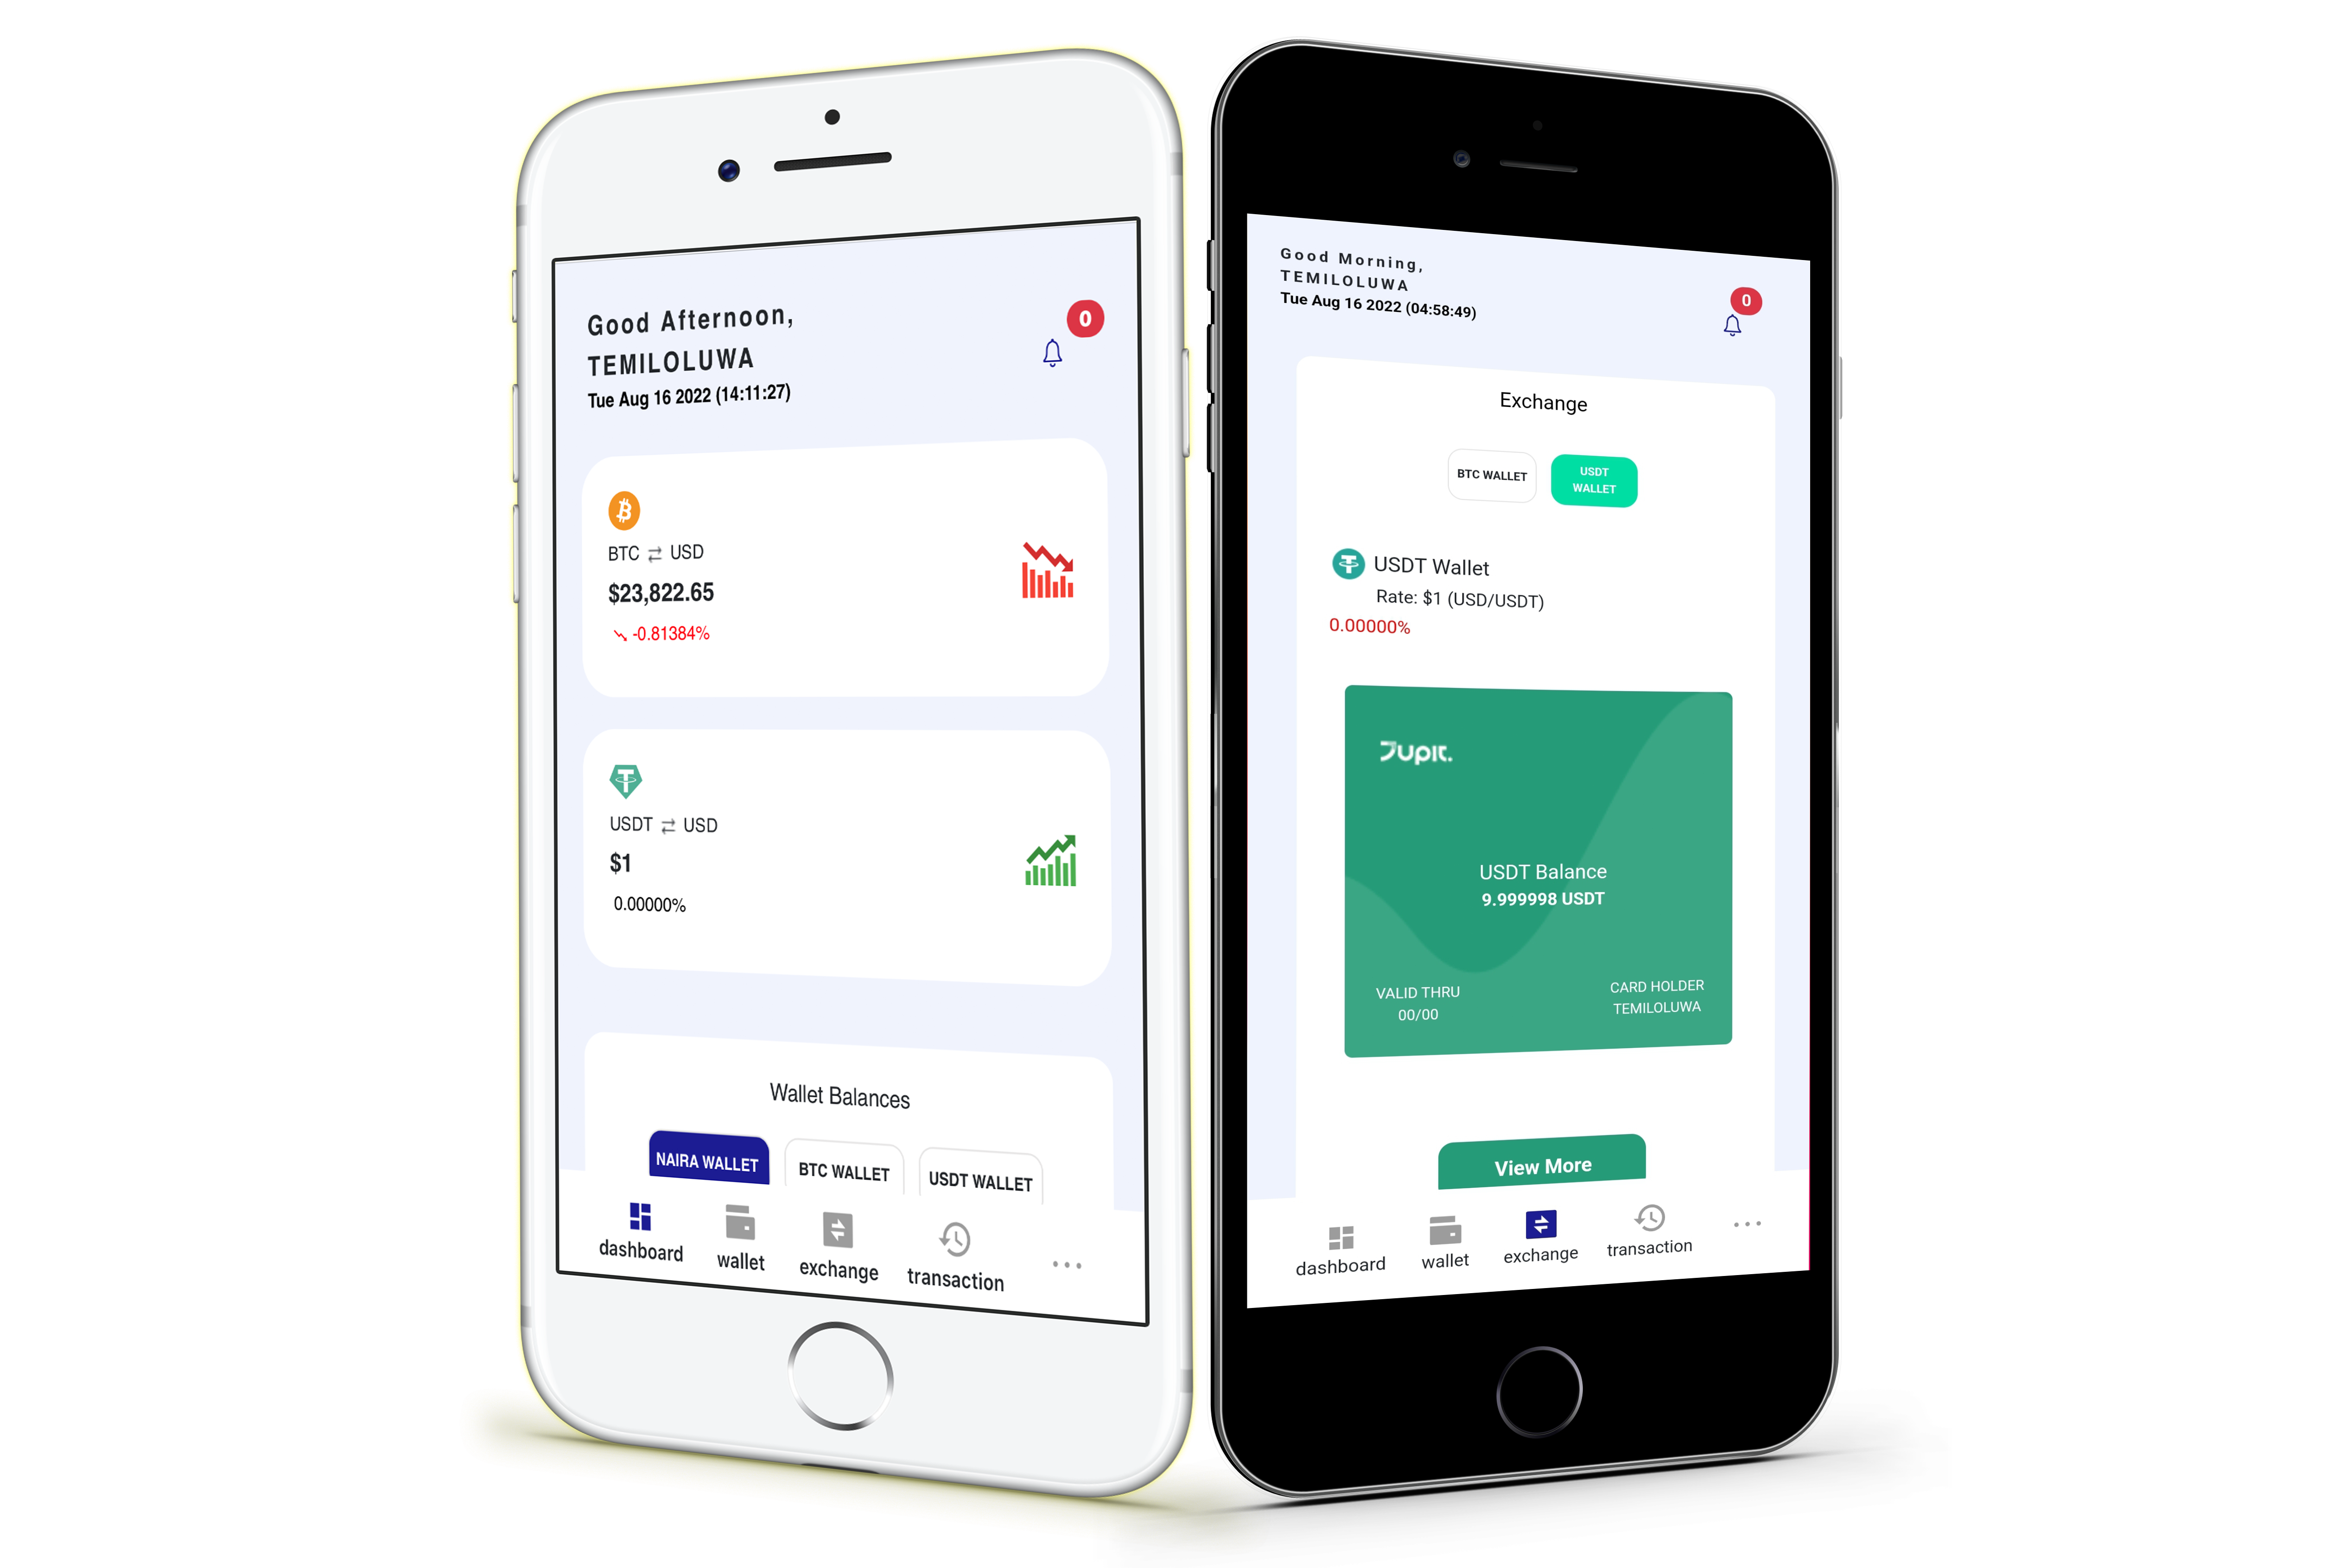 Good Afternoon,
TEMILOLUWA
Tue Aug 16 2022 (14:11:27)
0
BTC ⇄ USD
$23,822.65
-0.81384%
USDT ⇄ USD
$1
0.00000%
Wallet Balances
NAIRA WALLET
BTC WALLET
USDT WALLET
dashboard
wallet
exchange
transaction
Good Morning,
TEMILOLUWA
Tue Aug 16 2022 (04:58:49)
0
Exchange
BTC WALLET
USDT
WALLET
USDT Wallet
Rate: $1 (USD/USDT)
0.00000%
Jupit.
USDT Balance
9.999998 USDT
VALID THRU
00/00
CARD HOLDER
TEMILOLUWA
View More
dashboard
wallet
exchange
transaction